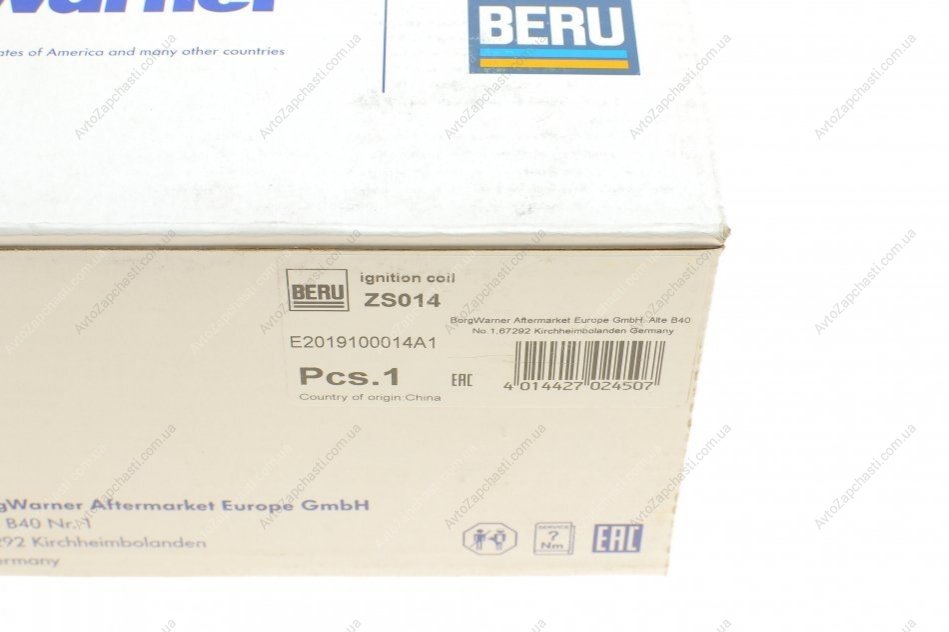 BERU
ates of America and many other countries
BERU
ignition coil
ZS014
BorgWarner Aftermarket Europe GmbH. Alte B40
No.1,67292 Kirchheimbolanden Germany
E2019100014A1
Pcs.1
EAC
4 014427 024507
Country of origin:China
gWarner Aftermarket Europe GmbH
B40 Nr.1
292 Kirchheimbolanden
ermany
SERVICE
?
Nm
EAC
AvtoZapchasti.com.ua